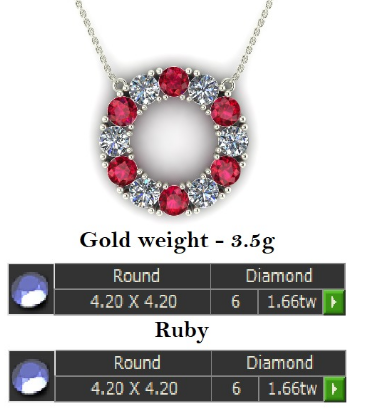 Gold weight - 3.5g
Round Diamond
4.20 X 4.20 6 1.66tw
Ruby
Round Diamond
4.20 X 4.20 6 1.66tw